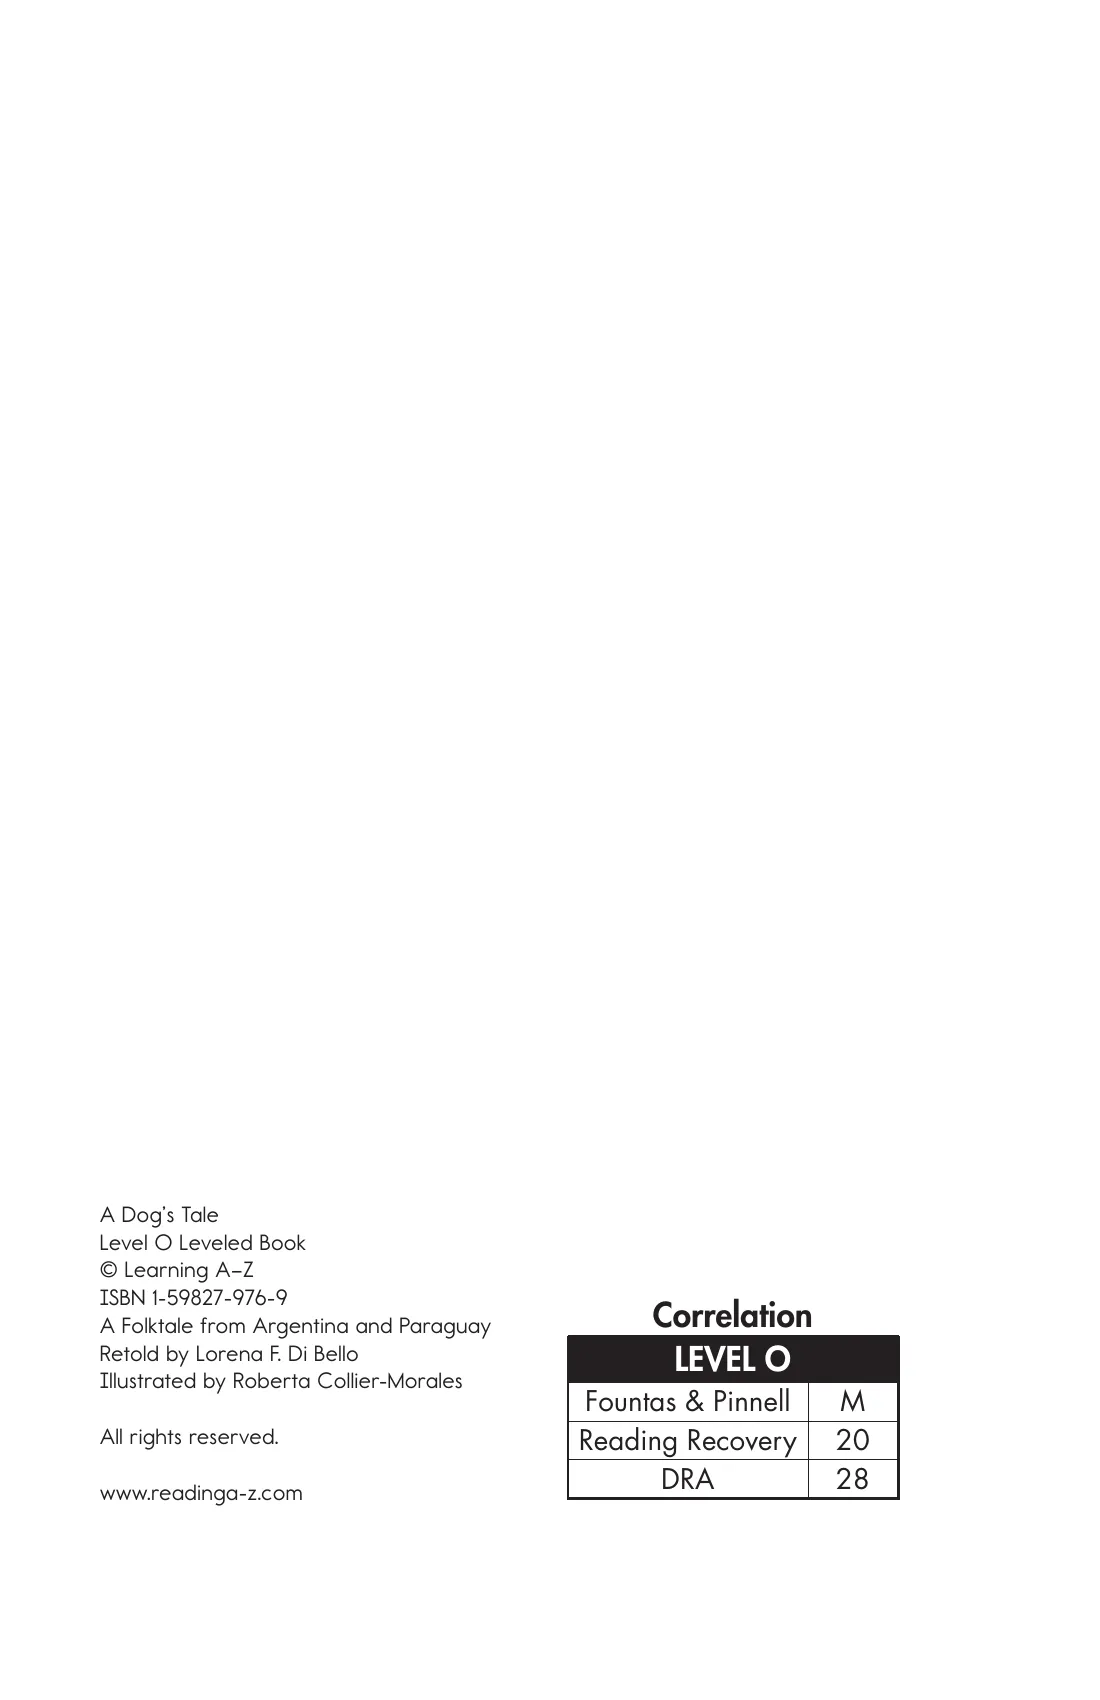 A Dog's Tale
Level O Leveled Book
© Learning A–Z
ISBN 1-59827-976-9
A Folktale from Argentina and Paraguay
Retold by Lorena F. Di Bello
Illustrated by Roberta Collier-Morales
All rights reserved.
www.readinga-z.com
Correlation
LEVEL O
Fountas & Pinnell M
Reading Recovery 20
DRA 28